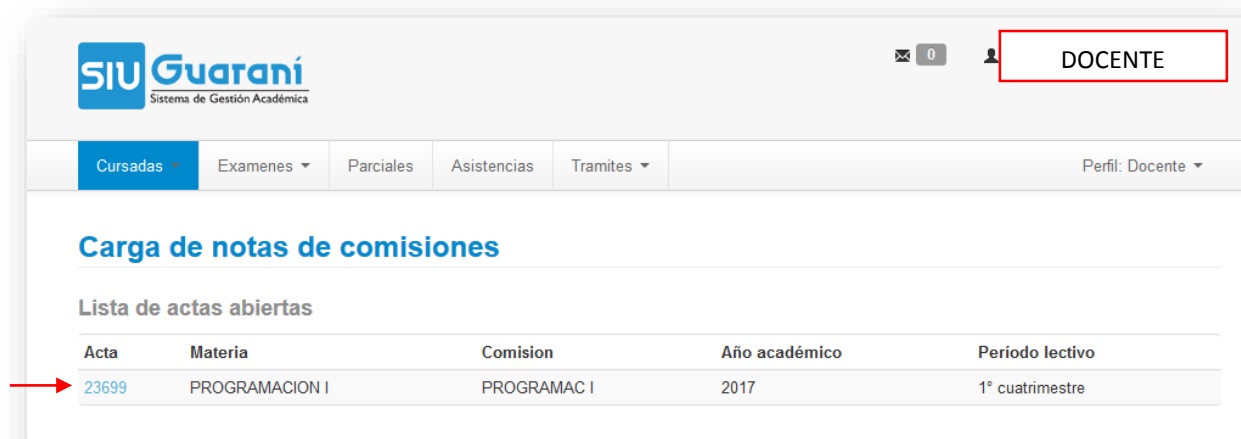 SIU Guaraní
Sistema de Gestión Académica
0
DOCENTE
Cursadas Examenes Parciales Asistencias Tramites Perfil: Docente
Carga de notas de comisiones
Lista de actas abiertas
Acta Materia Comision Año académico Período lectivo
23699 PROGRAMACION I PROGRAMAC I 2017 1° cuatrimestre